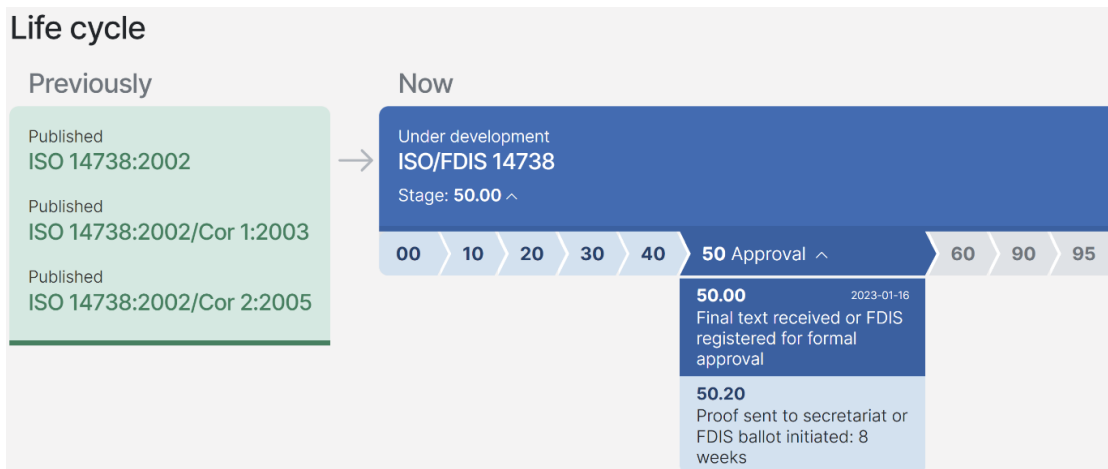 Life cycle
Previously
Now
Published
ISO 14738:2002
Published
ISO 14738:2002/Cor 1:2003
Published
ISO 14738:2002/Cor 2:2005
Under development
ISO/FDIS 14738
Stage: 50.00
00 10 20 30 40 50 Approval 60 90 95
50.00 2023-01-16
Final text received or FDIS
registered for formal
approval
50.20
Proof sent to secretariat or
FDIS ballot initiated: 8
weeks